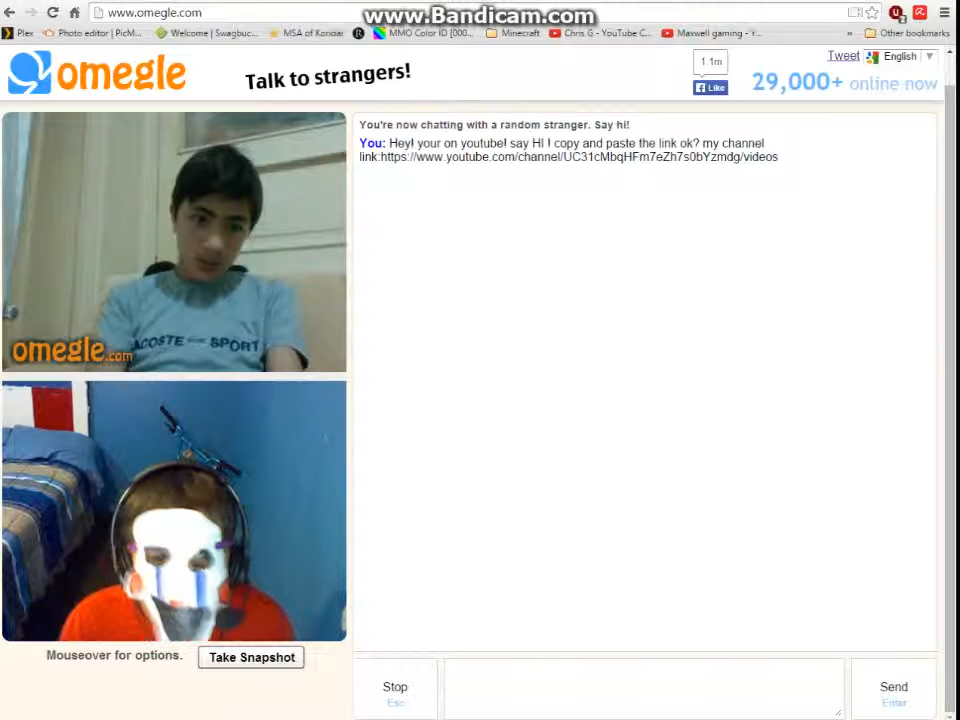 www.Bandicam.com
www.omegle.com
Plex
Photo editor | PicM...
Welcome | Swagbuc...
MSA of Konoar
MMO Color ID [000...
Minecraft
Chris G - YouTube C...
Maxwell gaming - Y...
»
Other bookmarks
omegle
Talk to strangers!
1.1m
Like
Tweet
English
29,000+ online now
You're now chatting with a random stranger. Say hi!
You: Hey! your on youtube! say HI I copy and paste the link ok? my channel
link:https://www.youtube.com/channel/UC31cMbqHFm7eZh7s0bYzmdg/videos
ACOSTE SPORT
omegle.com
Mouseover for options.
Take Snapshot
Stop
Esc
Send
Enter